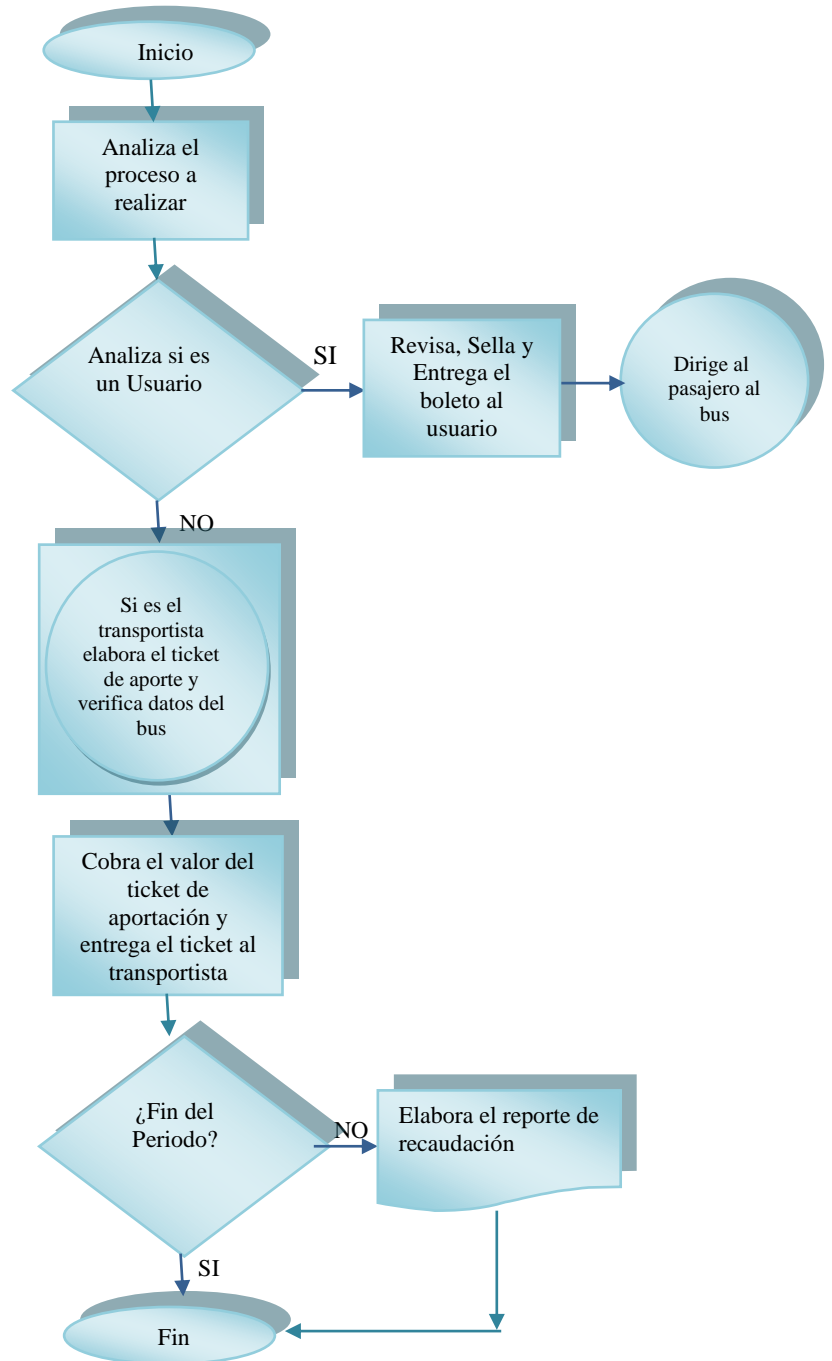 Inicio
Analiza el
proceso a
realizar
Analiza si es
un Usuario
SI
Revisa, Sella y
Entrega el
boleto al
usuario
Dirige al
pasajero al
bus
NO
Si es el
transportista
elabora el ticket
de aporte y
verifica datos del
bus
Cobra el valor del
ticket de
aportación y
entrega el ticket al
transportista
¿Fin del
Periodo?
NO
Elabora el reporte de
recaudación
SI
Fin